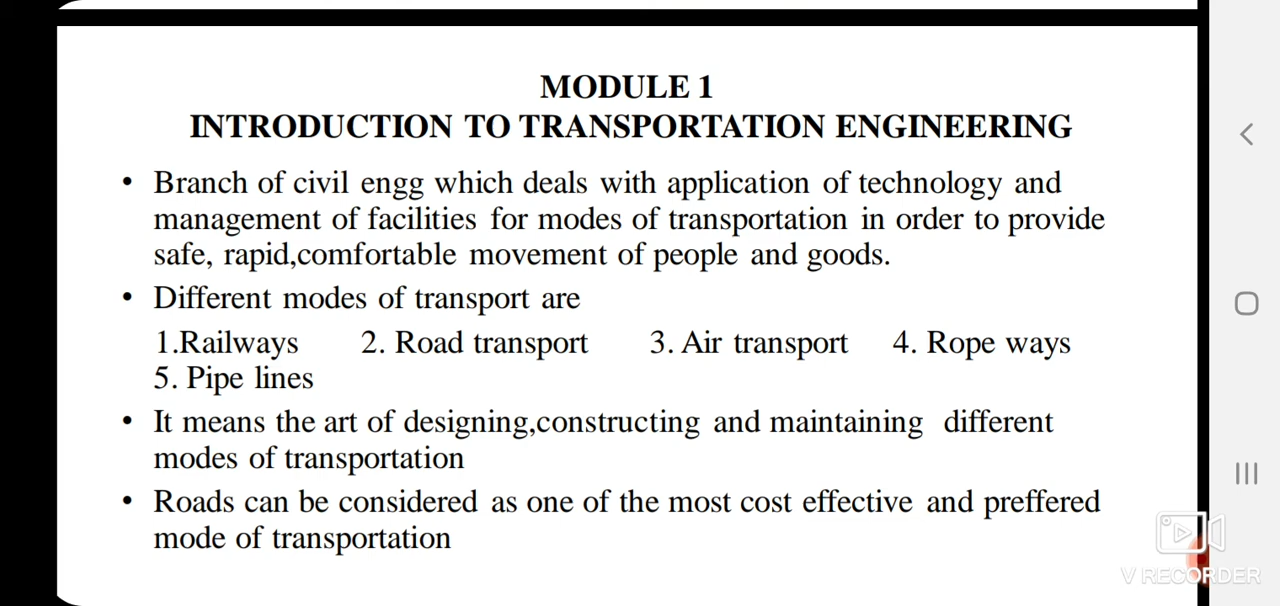 MODULE 1
INTRODUCTION TO TRANSPORTATION ENGINEERING
• Branch of civil engg which deals with application of technology and
management of facilities for modes of transportation in order to provide
safe, rapid,comfortable movement of people and goods.
• Different modes of transport are
1.Railways 2. Road transport 3. Air transport 4. Rope ways
5. Pipe lines
• It means the art of designing,constructing and maintaining different
modes of transportation
• Roads can be considered as one of the most cost effective and preffered
mode of transportation
V RECORDER